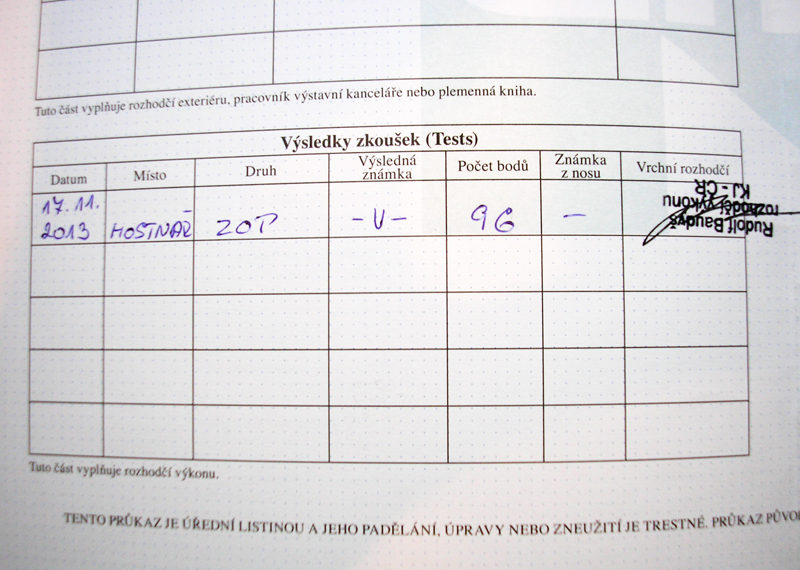 Tuto část vyplňuje rozhodčí exteriéru, pracovník výstavní kanceláře nebo plemenná kniha.
Výsledky zkoušek (Tests)
Datum Místo Druh Výsledná známka Počet bodů Známka z nosu Vrchní rozhodčí
17.11. 2013 HOSTNAŘ ZOP -V- 96 –
Rudolf Baudyš
rozhodčí výkonu
KJ - ČR
Tuto část vyplňuje rozhodčí výkonu.
TENTO PRŮKAZ JE ÚŘEDNÍ LISTINOU A JEHO PADĚLÁNÍ, ÚPRAVY NEBO ZNEUŽITÍ JE TRESTNÉ. PRŮKAZ PŮVO